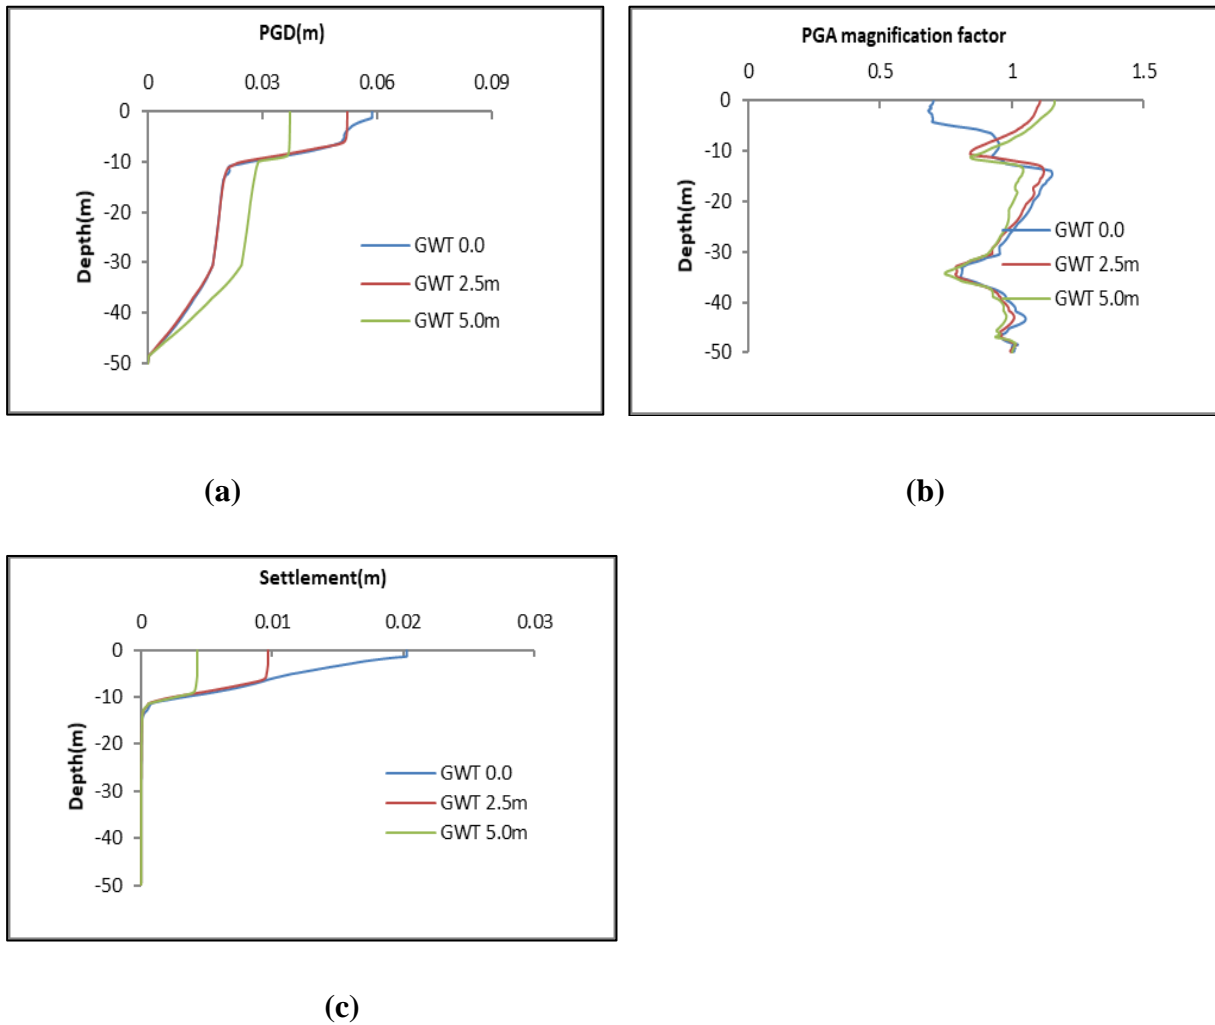 PGD(m)
0 0.03 0.06 0.09
0
-10
-20
-30
-40
-50
Depth(m)
GWT 0.0
GWT 2.5m
GWT 5.0m
(a)
PGA magnification factor
0 0.5 1 1.5
0
-10
-20
-30
-40
-50
Depth(m)
GWT 0.0
GWT 2.5m
GWT 5.0m
(b)
Settlement(m)
0 0.01 0.02 0.03
0
-10
-20
-30
-40
-50
Depth(m)
GWT 0.0
GWT 2.5m
GWT 5.0m
(c)